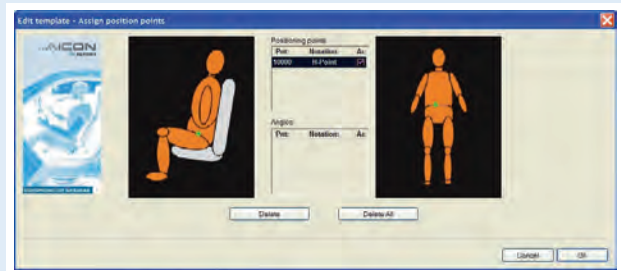 Edit template - Assign position points
AICON
Positioning points
Pnt: Notation: Ac
10000 H-Point
Angles
Pnt: Notation: Ac
Delete
Delete All
Cancel
OK